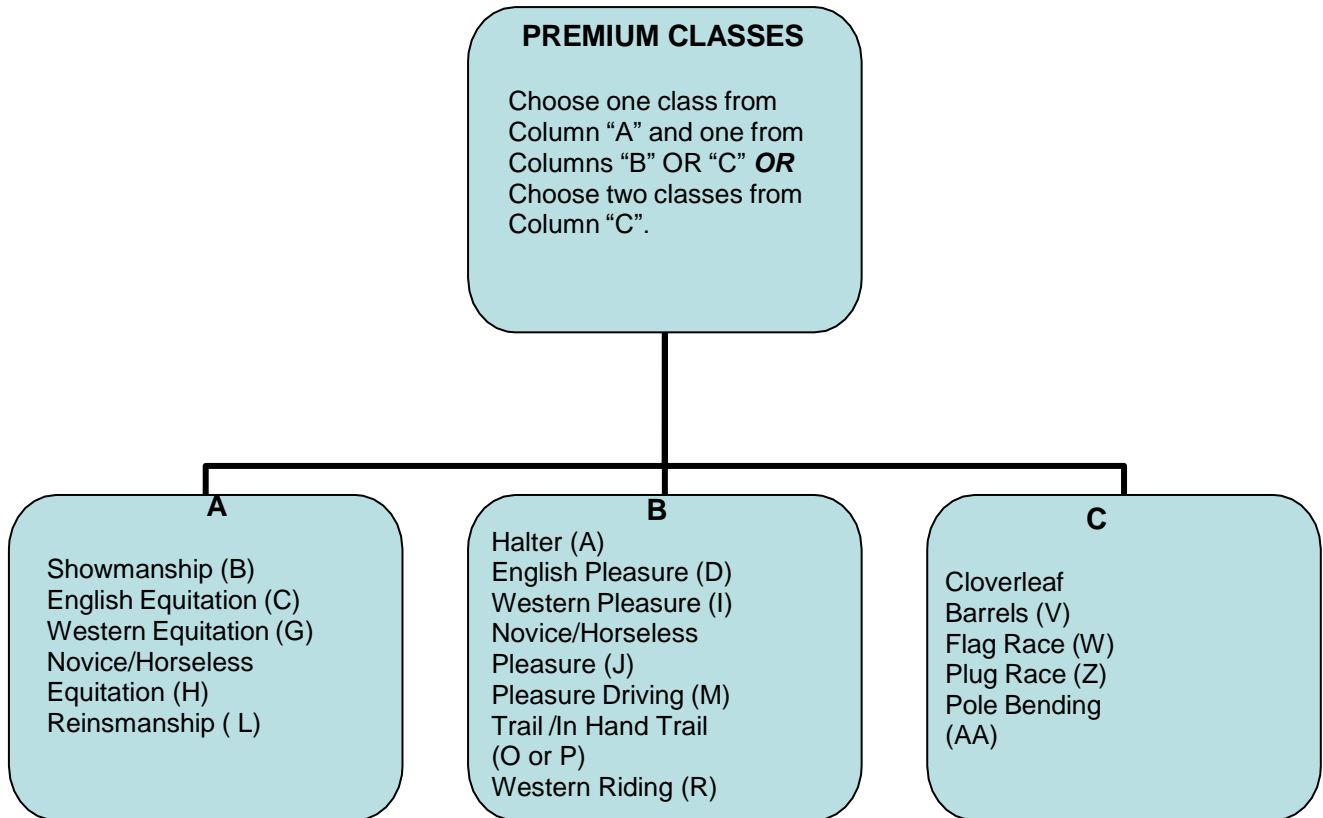 PREMIUM CLASSES
Choose one class from
Column “A” and one from
Columns “B” OR “C” OR
Choose two classes from
Column “C”.
A
Showmanship (B)
English Equitation (C)
Western Equitation (G)
Novice/Horseless
Equitation (H)
Reinsmanship ( L)
B
Halter (A)
English Pleasure (D)
Western Pleasure (I)
Novice/Horseless
Pleasure (J)
Pleasure Driving (M)
Trail /In Hand Trail
(O or P)
Western Riding (R)
C
Cloverleaf
Barrels (V)
Flag Race (W)
Plug Race (Z)
Pole Bending
(AA)